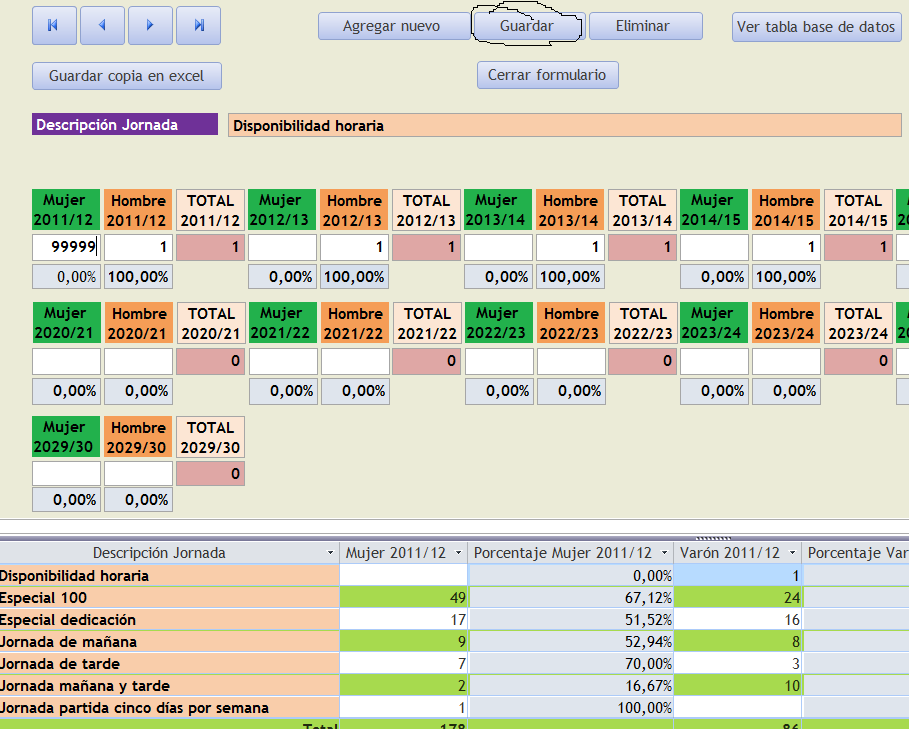 Agregar nuevo Guardar Eliminar Ver tabla base de datos
Guardar copia en excel Cerrar formulario
Descripción Jornada Disponibilidad horaria
Mujer Hombre TOTAL Mujer Hombre TOTAL Mujer Hombre TOTAL Mujer Hombre TOTAL
2011/12 2011/12 2011/12 2012/13 2012/13 2012/13 2013/14 2013/14 2013/14 2014/15 2014/15 2014/15
99999 1 1 1 1 1 1 1 1
0,00% 100,00% 0,00% 100,00% 0,00% 100,00% 0,00% 100,00%
Mujer Hombre TOTAL Mujer Hombre TOTAL Mujer Hombre TOTAL Mujer Hombre TOTAL
2020/21 2020/21 2020/21 2021/22 2021/22 2021/22 2022/23 2022/23 2022/23 2023/24 2023/24 2023/24
0 0 0 0
0,00% 0,00% 0,00% 0,00% 0,00% 0,00% 0,00% 0,00%
Mujer Hombre TOTAL
2029/30 2029/30 2029/30
0
0,00% 0,00%
Descripción Jornada Mujer 2011/12 Porcentaje Mujer 2011/12 Varón 2011/12 Porcentaje Var
Disponibilidad horaria 0,00% 1
Especial 100 49 67,12% 24
Especial dedicación 17 51,52% 16
Jornada de mañana 9 52,94% 8
Jornada de tarde 7 70,00% 3
Jornada mañana y tarde 2 16,67% 10
Jornada partida cinco días por semana 1 100,00%
Total 178 86